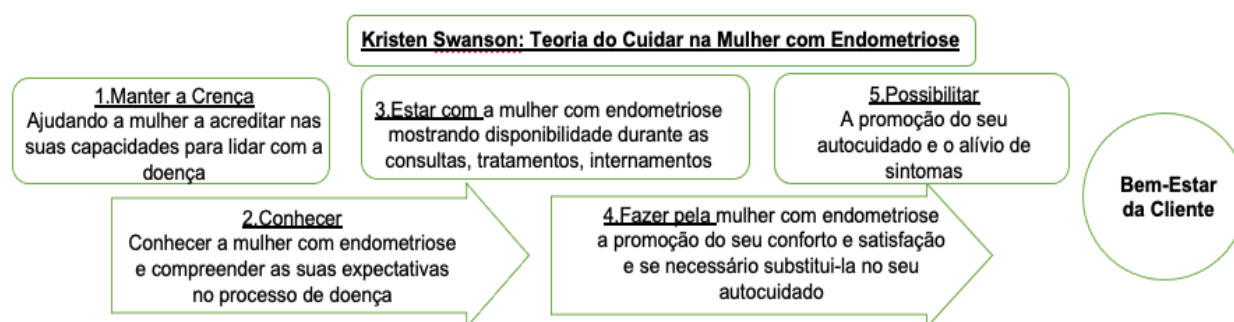 Kristen Swanson: Teoria do Cuidar na Mulher com Endometriose
1.Manter a Crença
Ajudando a mulher a acreditar nas
suas capacidades para lidar com a
doença
2.Conhecer
Conhecer a mulher com endometriose
e compreender as suas expectativas
no processo de doença
3.Estar com a mulher com endometriose
mostrando disponibilidade durante as
consultas, tratamentos, internamentos
4.Fazer pela mulher com endometriose
a promoção do seu conforto e satisfação
e se necessário substitui-la no seu
autocuidado
5.Possibilitar
A promoção do seu
autocuidado e o alívio de
sintomas
Bem-Estar
da Cliente